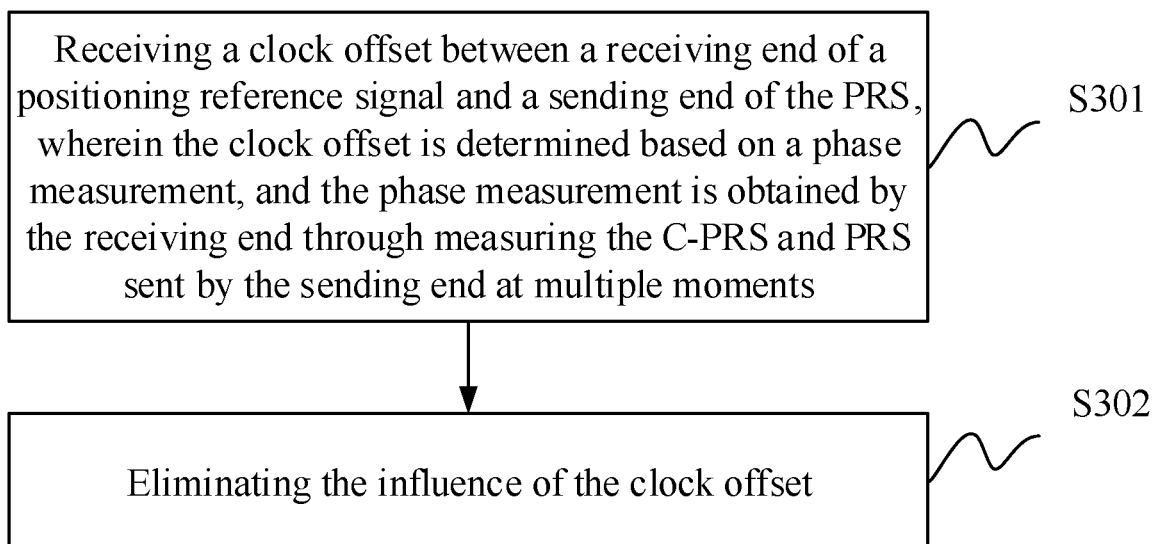 Receiving a clock offset between a receiving end of a
positioning reference signal and a sending end of the PRS,
wherein the clock offset is determined based on a phase
measurement, and the phase measurement is obtained by
the receiving end through measuring the C-PRS and PRS
sent by the sending end at multiple moments
S301
Eliminating the influence of the clock offset
S302